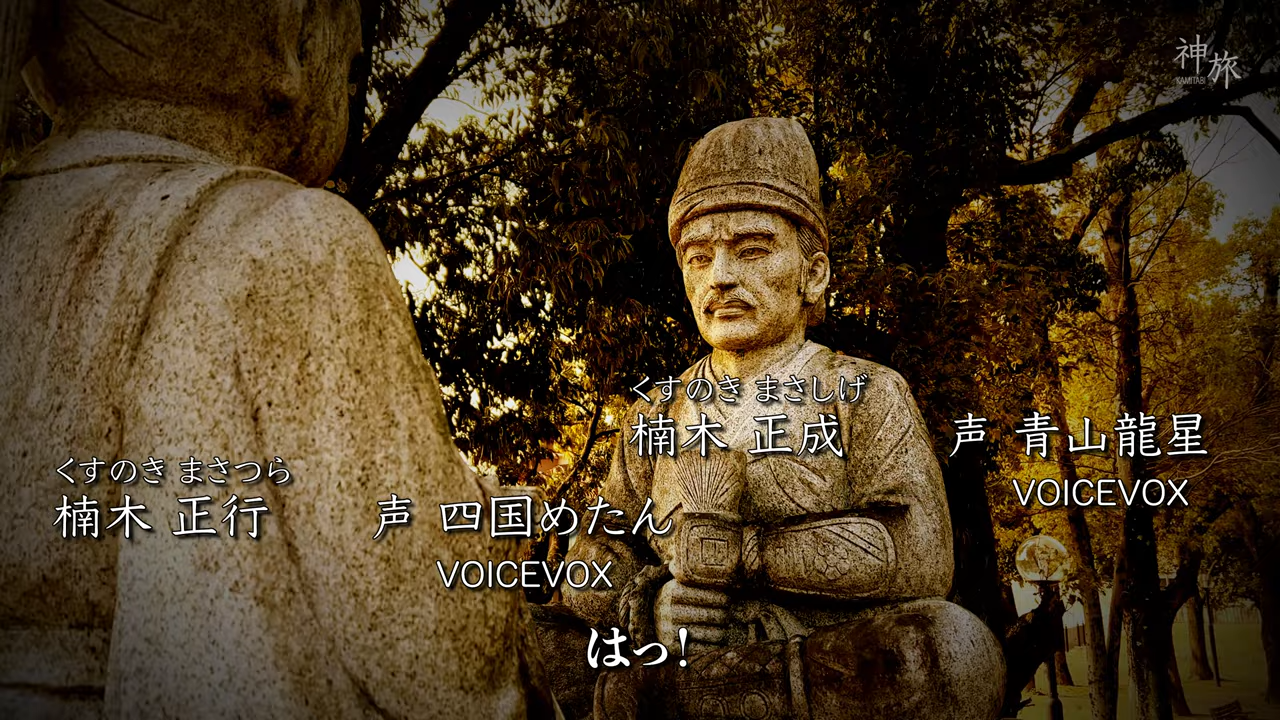 神旅
KAMITABI
くすのき まさしげ
楠木 正成 声 青山龍星
VOICEVOX
くすのき まさつら
楠木 正行 声 四国めたん
VOICEVOX
はっ!